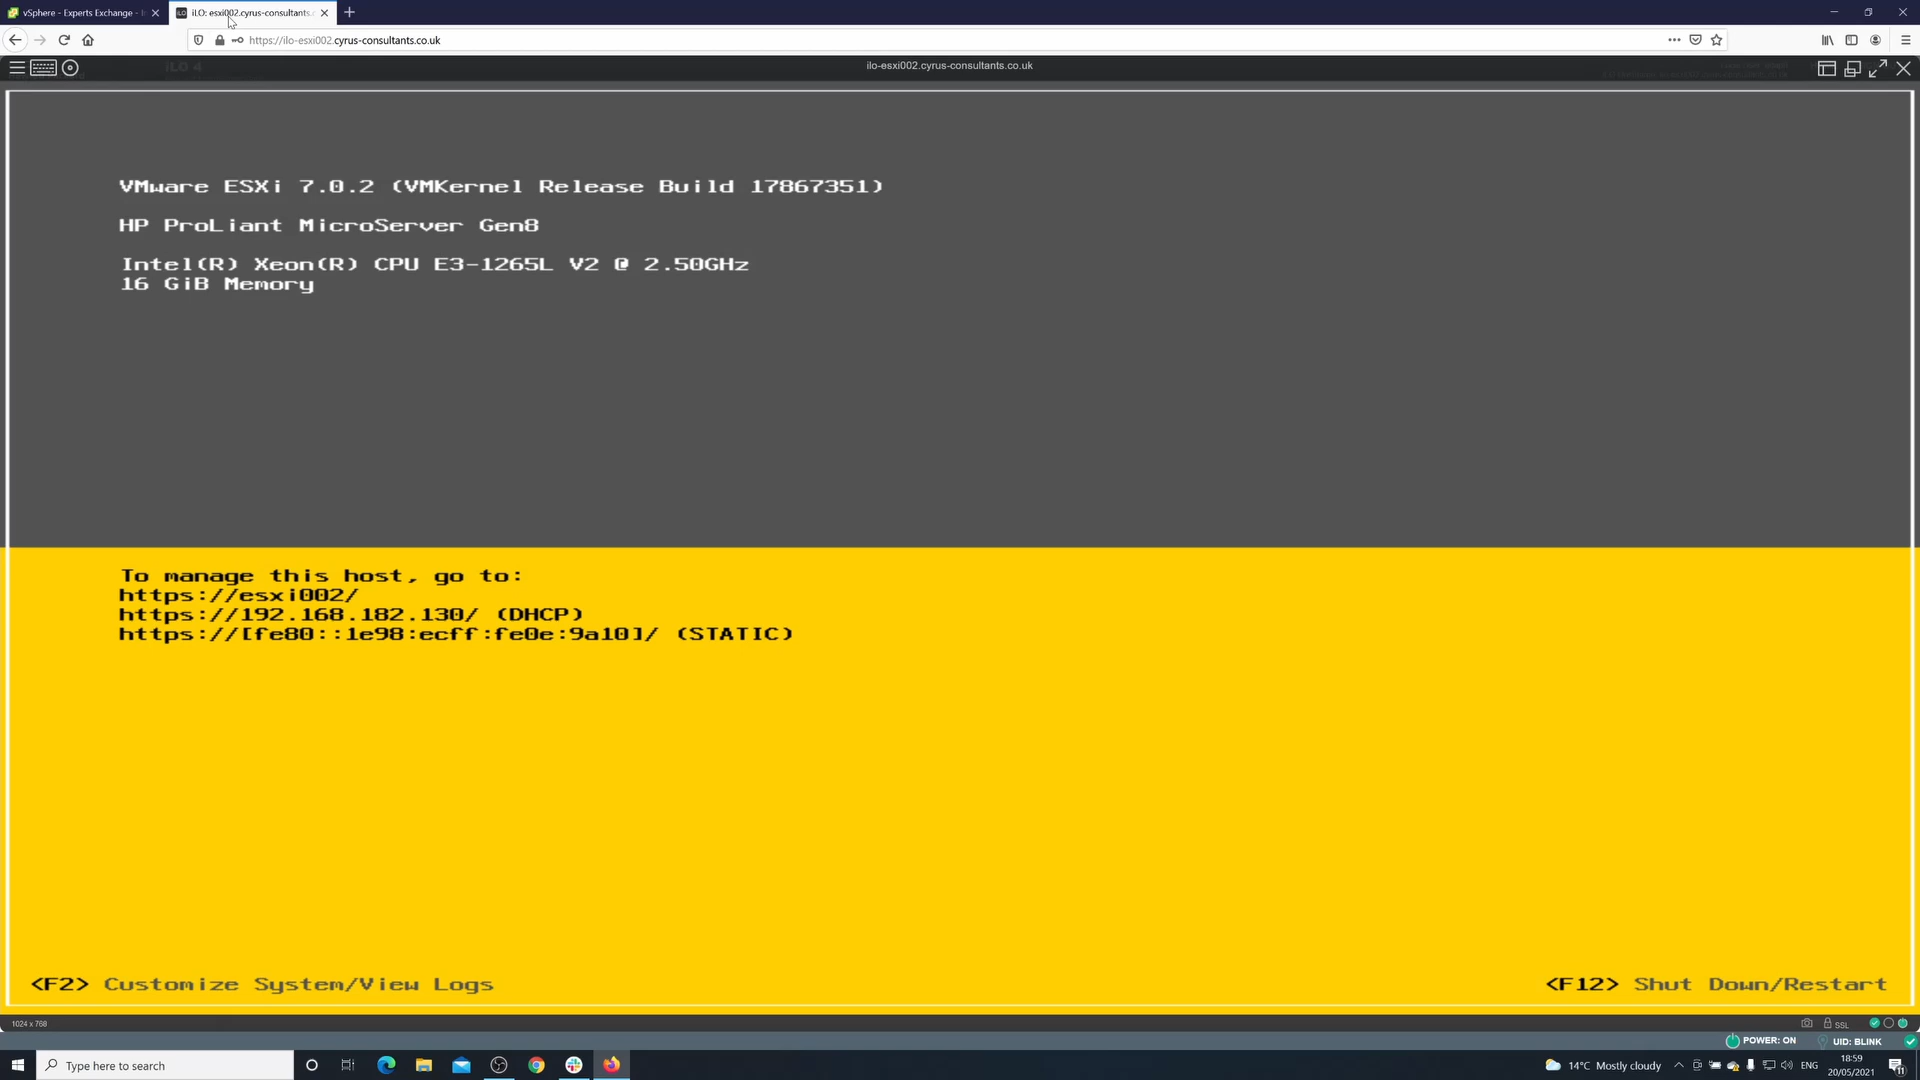 vSphere - Experts Exchange -
iLO: esxi002.cyrus-consultants.
https://ilo-esxi002.cyrus-consultants.co.uk
iLO 4
ilo-esxi002.cyrus-consultants.co.uk
VMware ESXi 7.0.2 (VMKernel Release Build 17867351)
HP ProLiant MicroServer Gen8
Intel(R) Xeon(R) CPU E3-1265L V2 @ 2.50GHz
16 GiB Memory
To manage this host, go to:
https://esxi002/
https://192.168.182.130/ (DHCP)
https://[fe80::1e98:ecff:fe0e:9a10]/ (STATIC)
<F2> Customize System/View Logs
<F12> Shut Down/Restart
1024 x 768
SSL
POWER: ON
UID: BLINK
Type here to search
14°C Mostly cloudy
ENG
18:59
20/05/2021